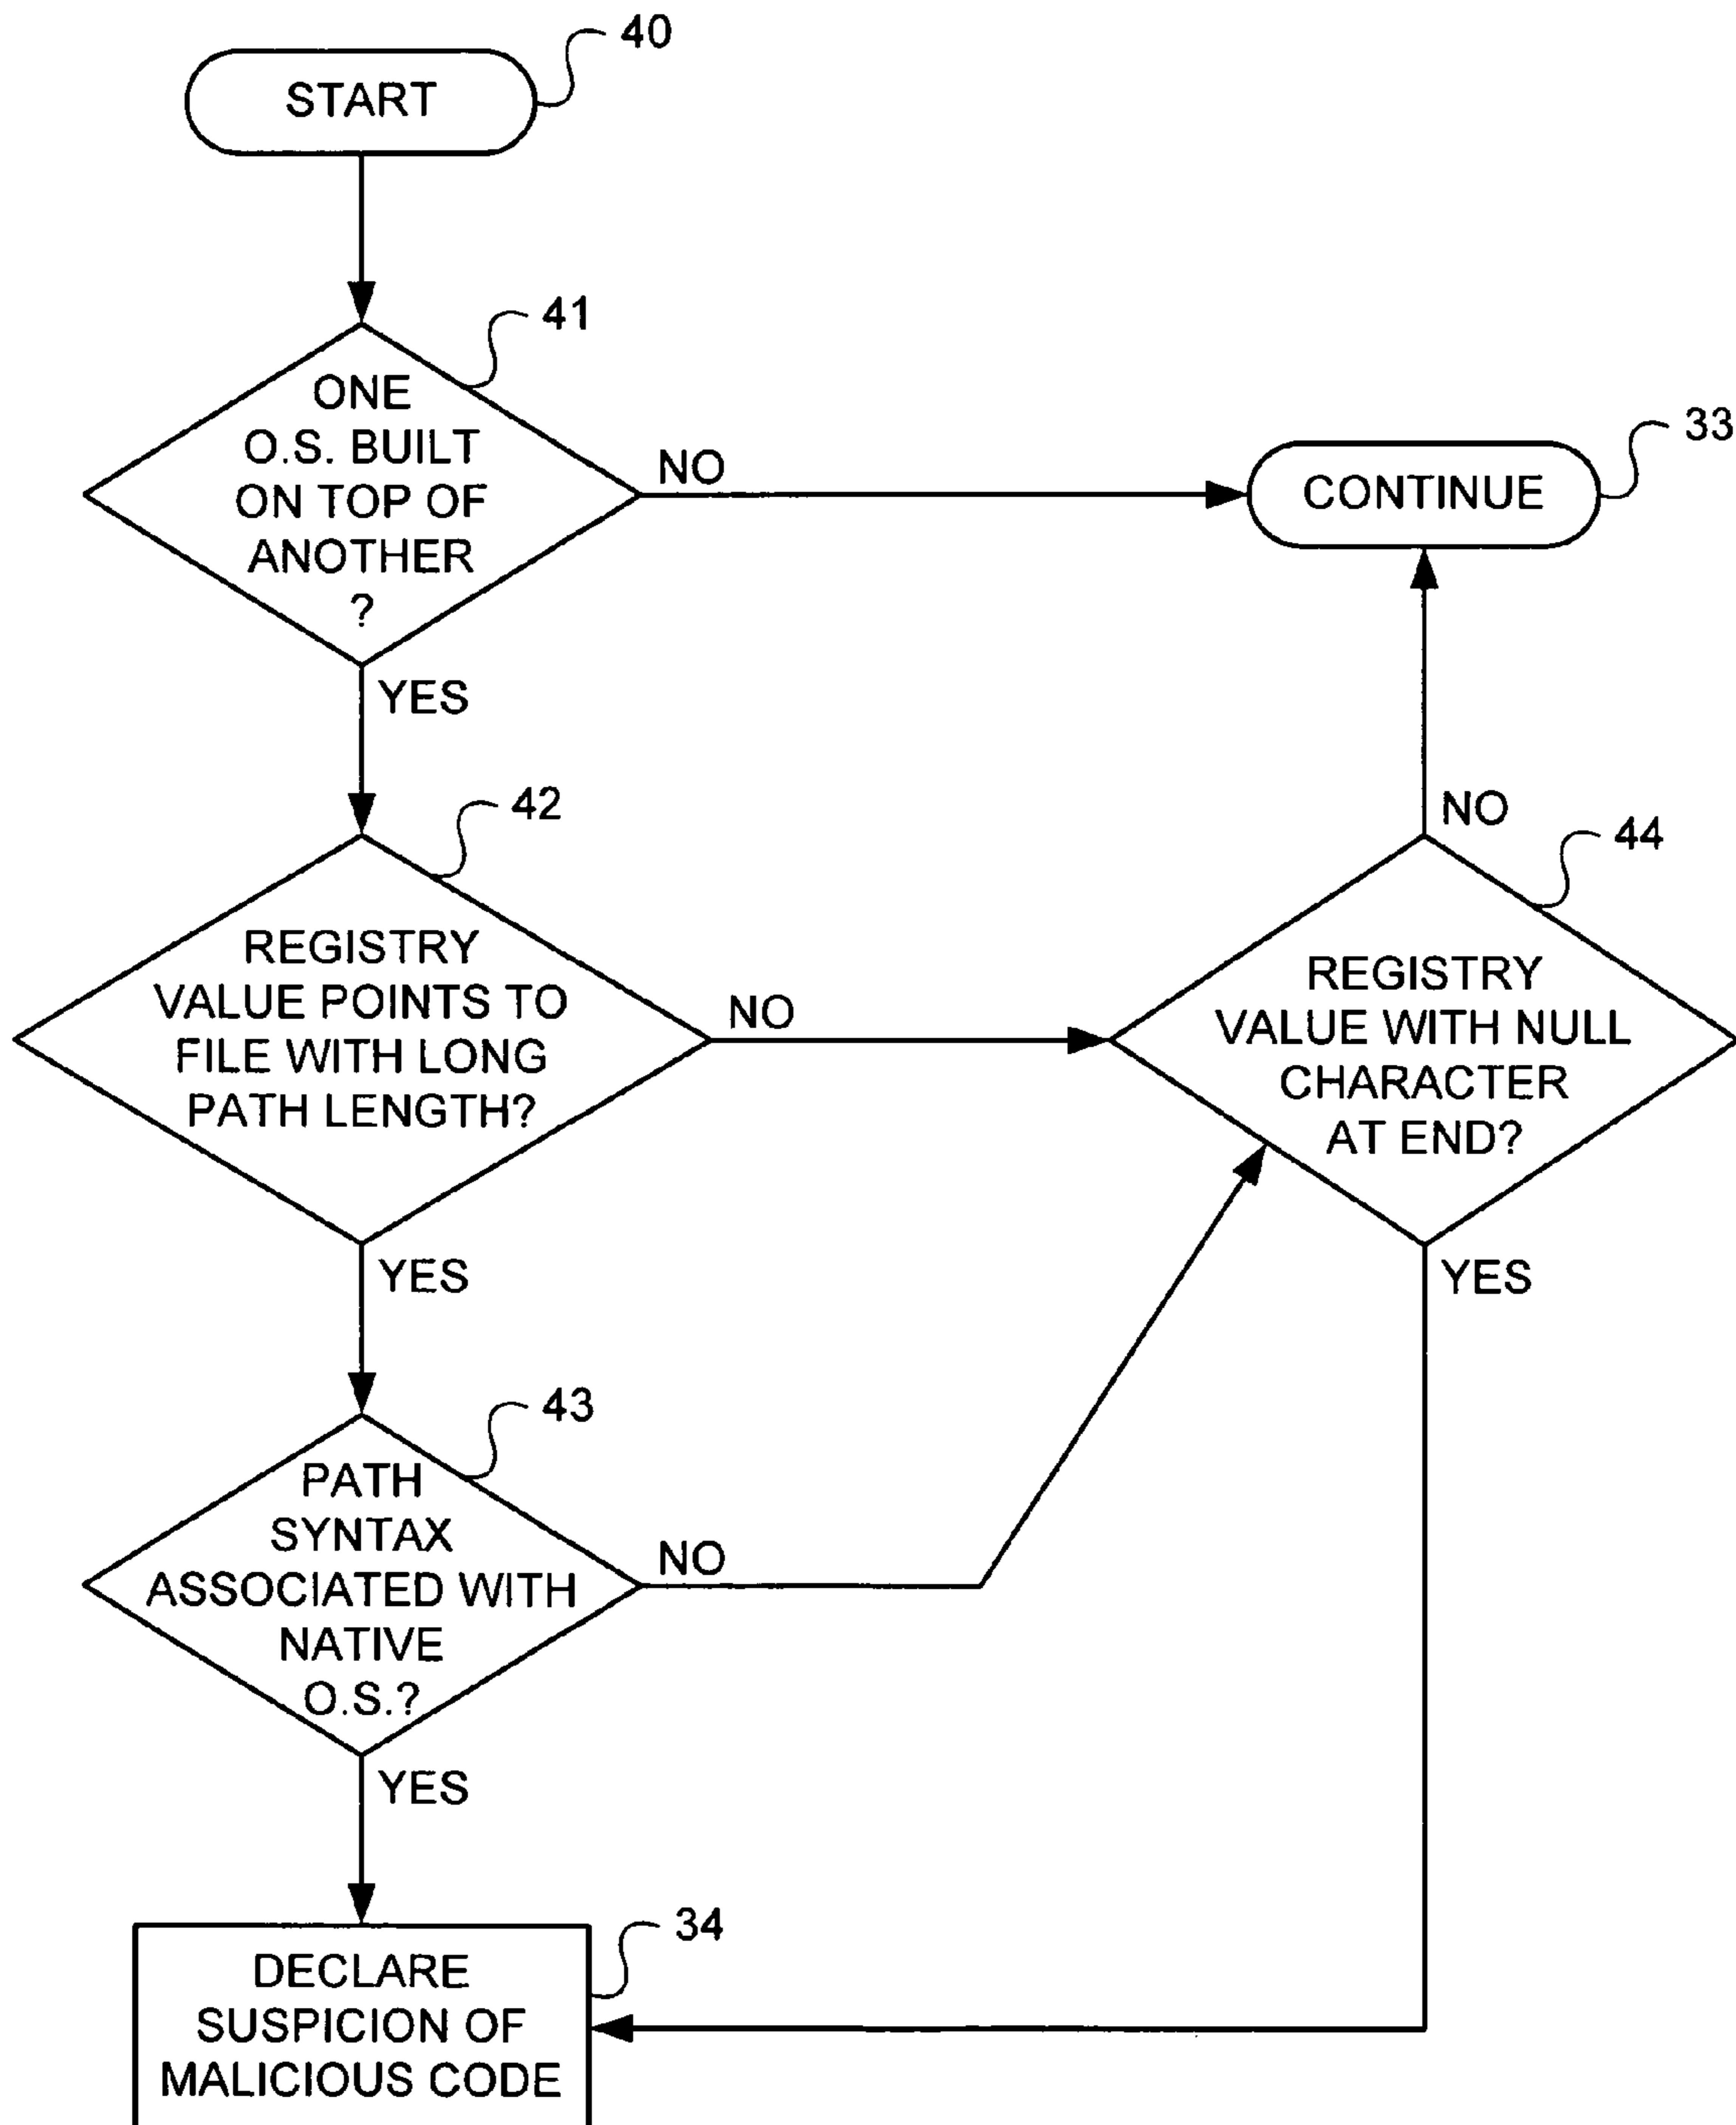 40
START
41
ONE
O.S. BUILT
ON TOP OF
ANOTHER
?
NO
33
CONTINUE
YES
42
REGISTRY
VALUE POINTS TO
FILE WITH LONG
PATH LENGTH?
NO
NO
44
REGISTRY
VALUE WITH NULL
CHARACTER
AT END?
YES
YES
43
PATH
SYNTAX
ASSOCIATED WITH
NATIVE
O.S.?
NO
YES
34
DECLARE
SUSPICION OF
MALICIOUS CODE